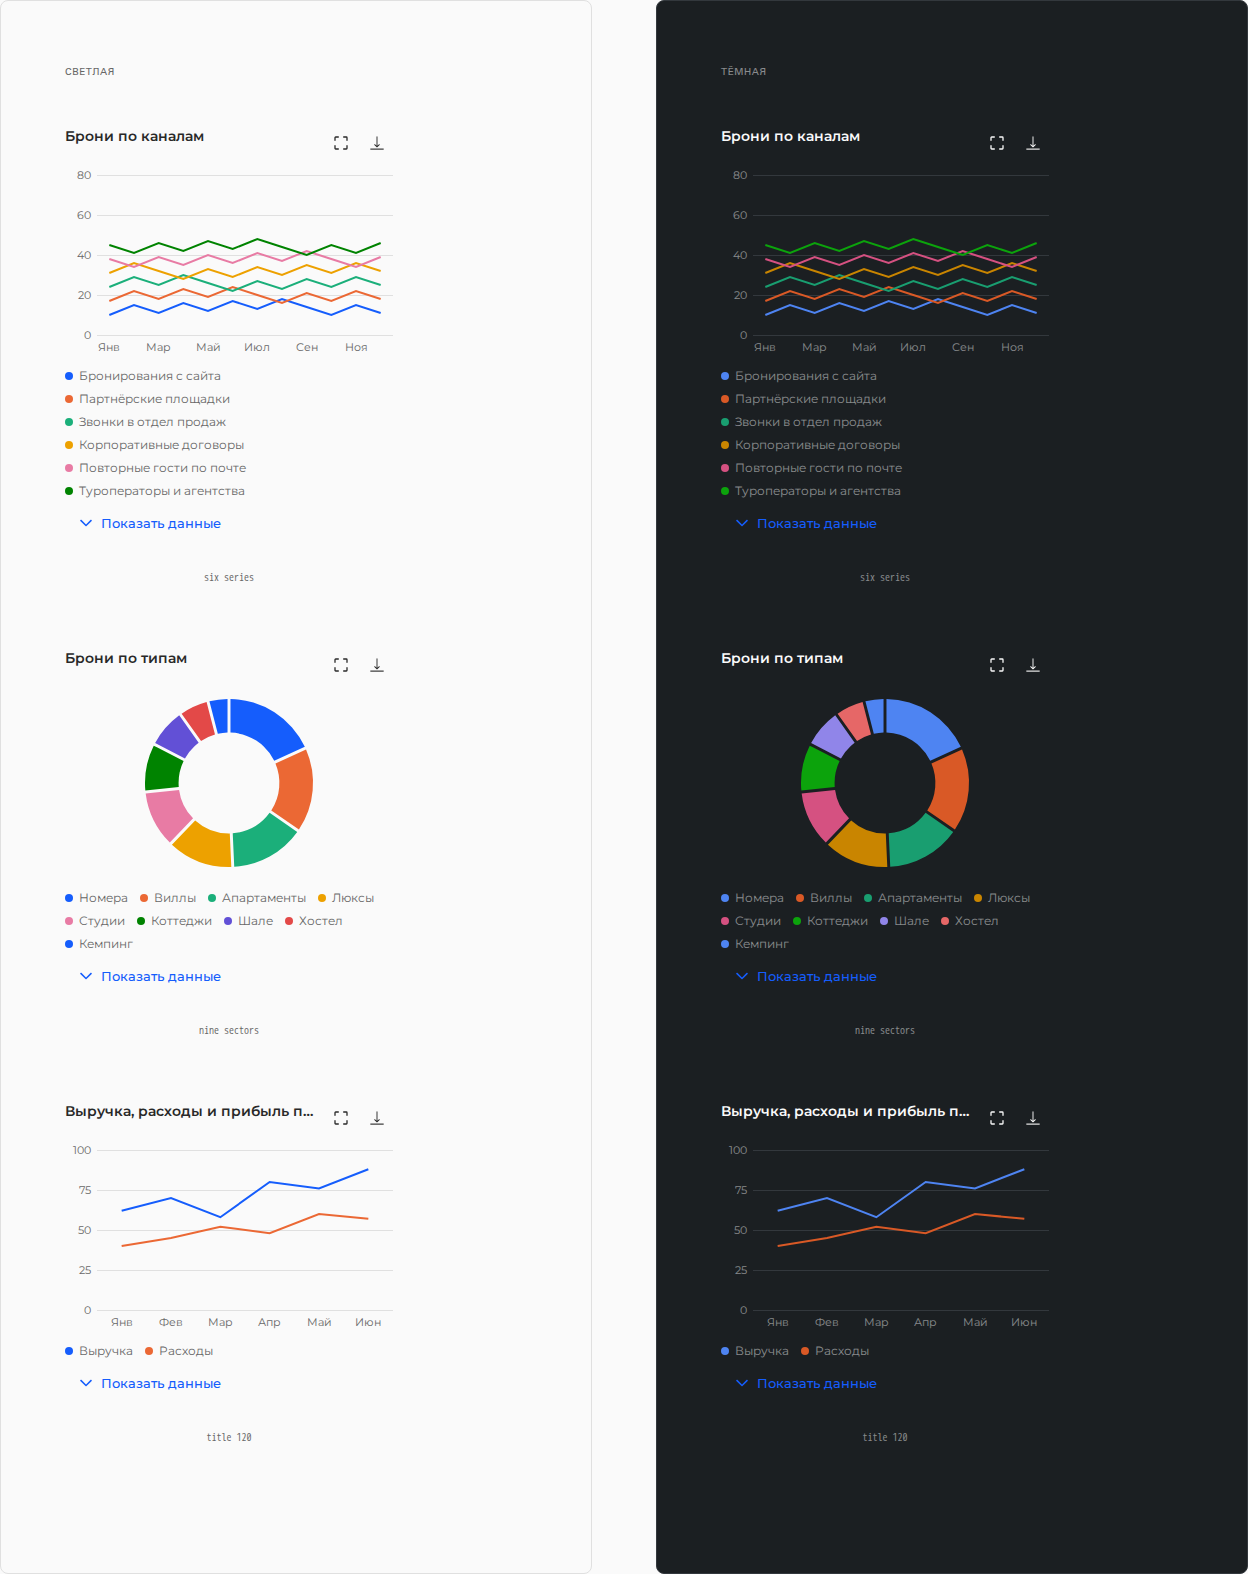 СВЕТЛАЯ
Брони по каналам
80
60
40
20
0
Янв Мар Май Июл Сен Ноя
Бронирования с сайта
Партнёрские площадки
Звонки в отдел продаж
Корпоративные договоры
Повторные гости по почте
Туроператоры и агентства
Показать данные
six series
Брони по типам
Номера Виллы Апартаменты Люксы
Студии Коттеджи Шале Хостел
Кемпинг
Показать данные
nine sectors
Выручка, расходы и прибыль п...
100
75
50
25
0
Янв Фев Мар Апр Май Июн
Выручка Расходы
Показать данные
title 120
ТЁМНАЯ
Брони по каналам
80
60
40
20
0
Янв Мар Май Июл Сен Ноя
Бронирования с сайта
Партнёрские площадки
Звонки в отдел продаж
Корпоративные договоры
Повторные гости по почте
Туроператоры и агентства
Показать данные
six series
Брони по типам
Номера Виллы Апартаменты Люксы
Студии Коттеджи Шале Хостел
Кемпинг
Показать данные
nine sectors
Выручка, расходы и прибыль п...
100
75
50
25
0
Янв Фев Мар Апр Май Июн
Выручка Расходы
Показать данные
title 120